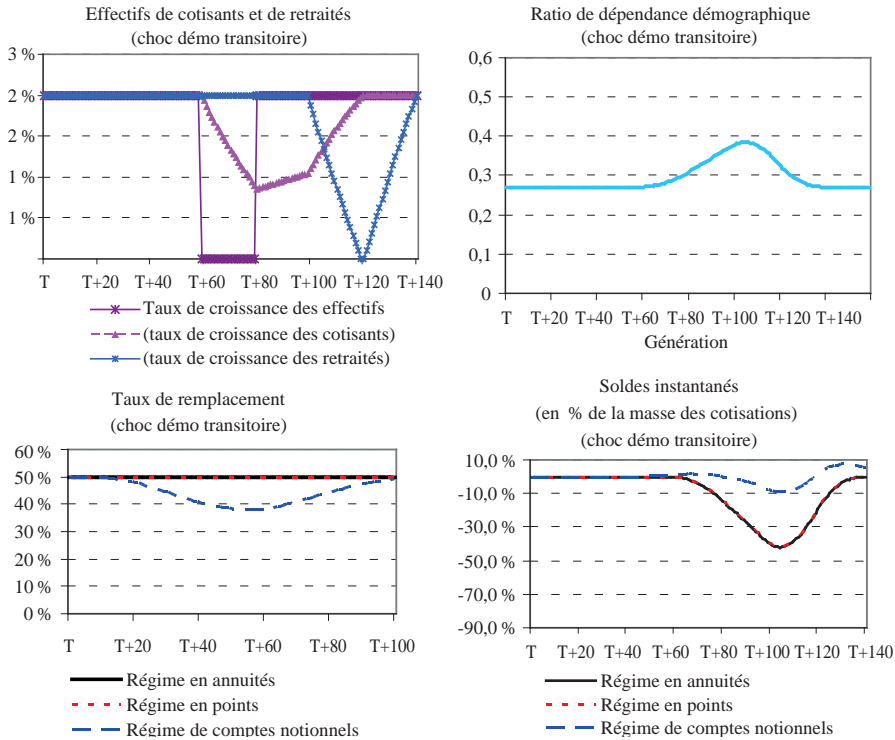 Effectifs de cotisants et de retraités
(choc démo transitoire)
3 %
2 %
2 %
1 %
1 %
T T+20 T+40 T+60 T+80 T+100 T+120 T+140
Taux de croissance des effectifs
(taux de croissance des cotisants)
(taux de croissance des retraités)
Ratio de dépendance démographique
(choc démo transitoire)
0,6
0,5
0,4
0,3
0,2
0,1
0
T T+20 T+40 T+60 T+80 T+100 T+120 T+140
Génération
Taux de remplacement
(choc démo transitoire)
60 %
50 %
40 %
30 %
20 %
10 %
0 %
T T+20 T+40 T+60 T+80 T+100
Régime en annuités
Régime en points
Régime de comptes notionnels
Soldes instantanés
(en % de la masse des cotisations)
(choc démo transitoire)
10,0 %
-10,0 %
-30,0 %
-50,0 %
-70,0 %
-90,0 %
T T+20 T+40 T+60 T+80 T+100 T+120 T+140
Régime en annuités
Régime en points
Régime de comptes notionnels